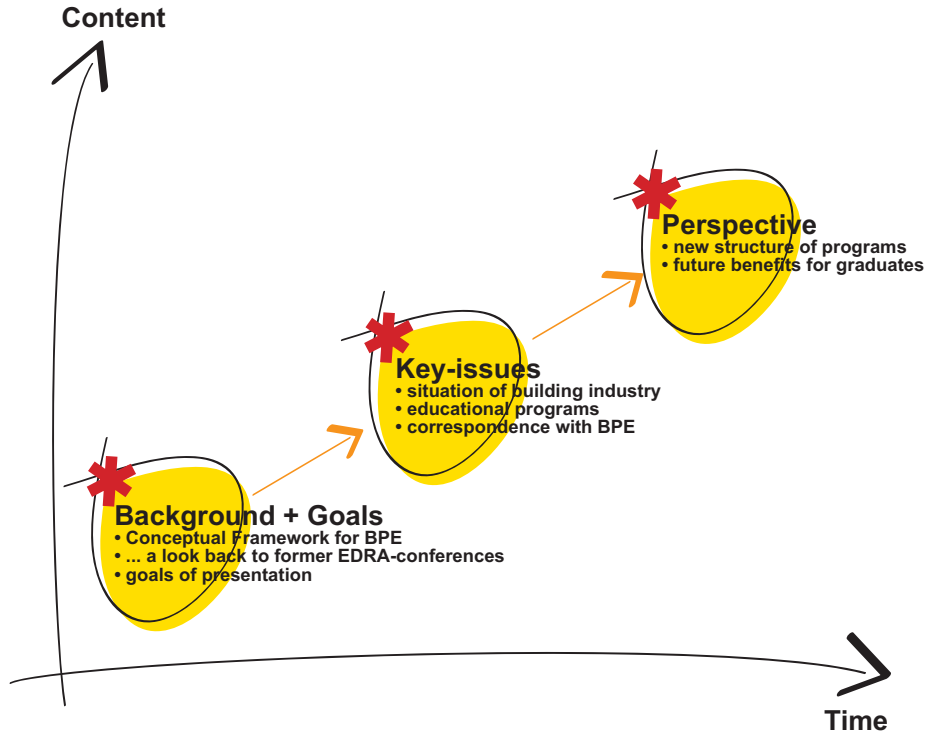 Content
Perspective
• new structure of programs
• future benefits for graduates
Key-issues
• situation of building industry
• educational programs
• correspondence with BPE
Background + Goals
• Conceptual Framework for BPE
• ... a look back to former EDRA-conferences
• goals of presentation
Time